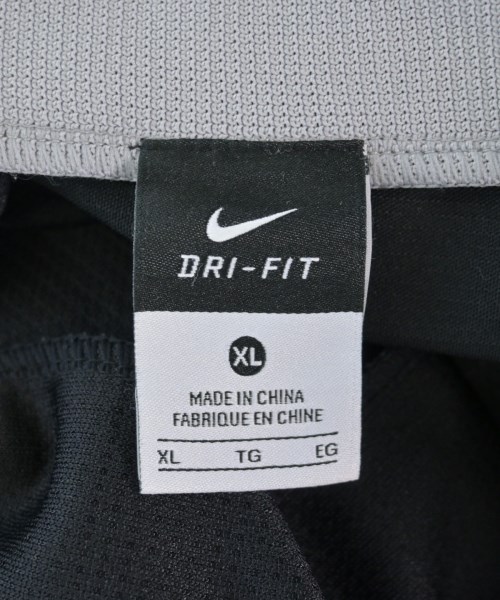 DRI-FIT
XL
MADE IN CHINA
FABRIQUE EN CHINE
XL TG EG